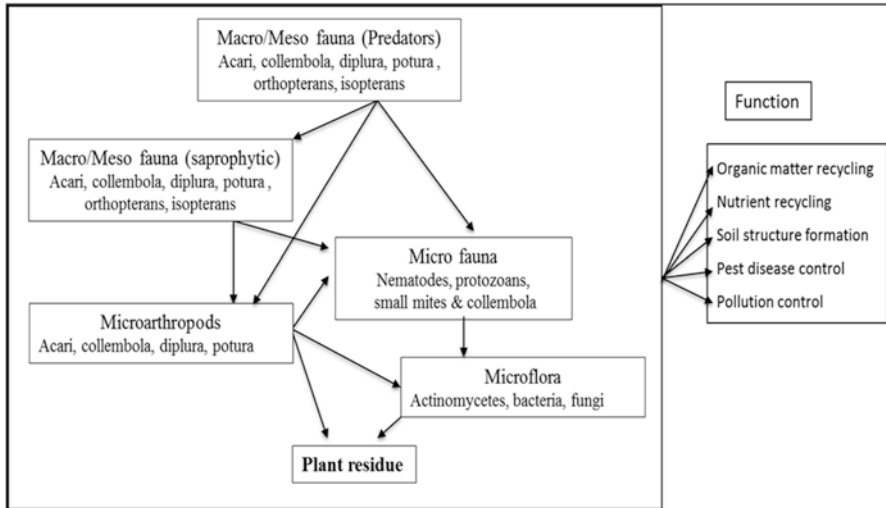 Macro/Meso fauna (Predators)
Acari, collembola, diplura, potura ,
orthopterans, isopterans
Function
Macro/Meso fauna (saprophytic)
Acari, collembola, diplura, potura ,
orthopterans, isopterans
Organic matter recycling
Nutrient recycling
Soil structure formation
Pest disease control
Pollution control
Micro fauna
Nematodes, protozoans,
small mites & collembola
Microarthropods
Acari, collembola, diplura, potura
Microflora
Actinomycetes, bacteria, fungi
Plant residue